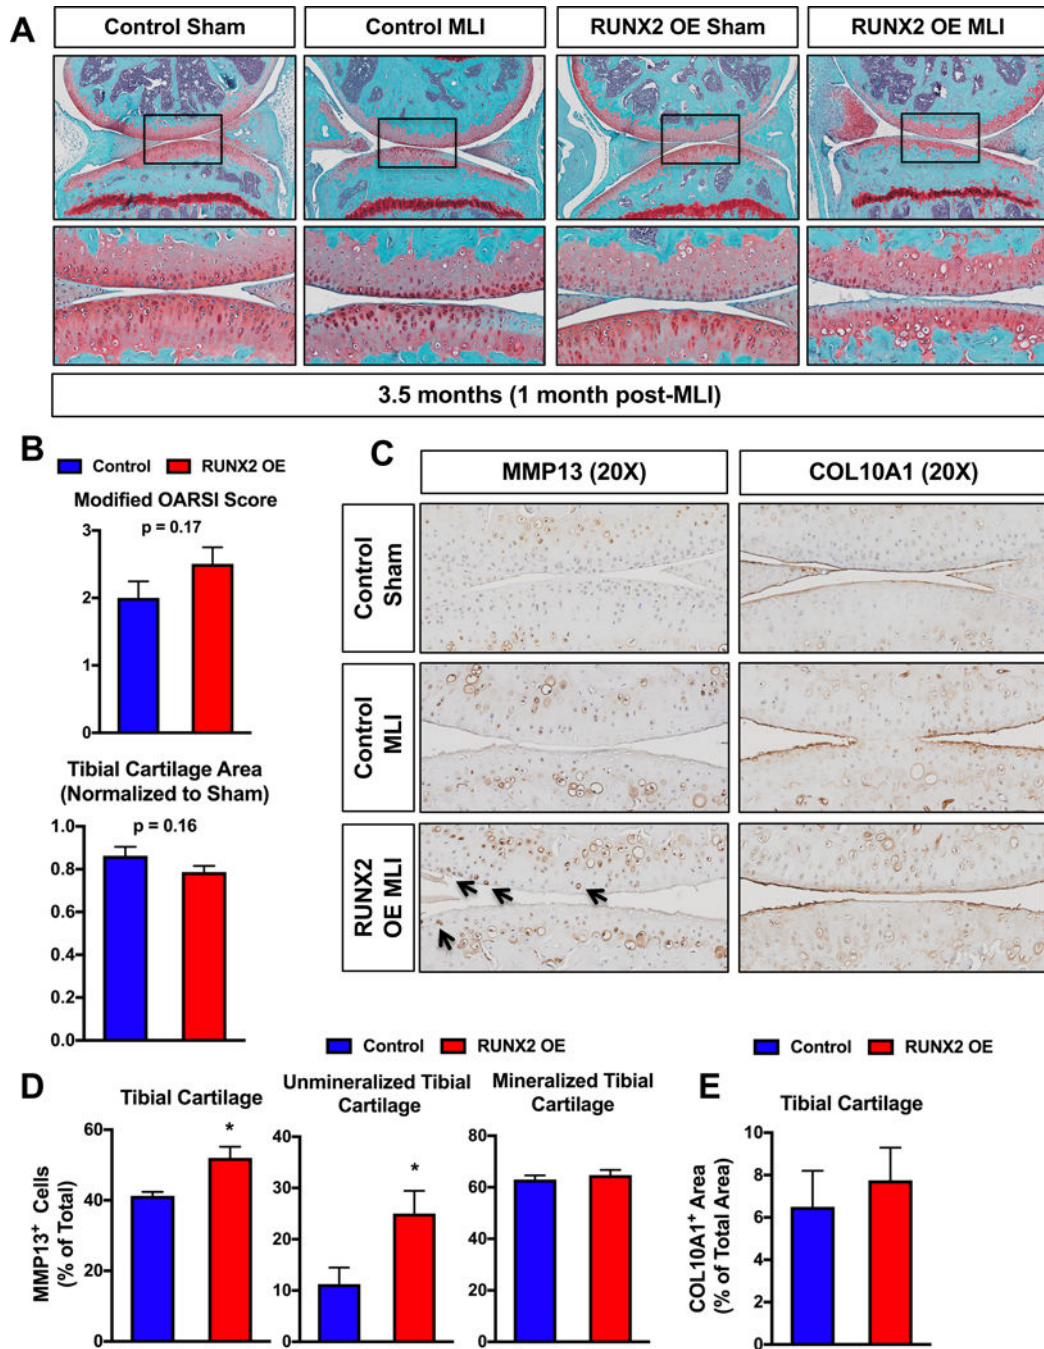 A
Control Sham
Control MLI
RUNX2 OE Sham
RUNX2 OE MLI
3.5 months (1 month post-MLI)
B
Control
RUNX2 OE
Modified OARSI Score
p = 0.17
3
2
1
0
Tibial Cartilage Area
(Normalized to Sham)
p = 0.16
1.0
0.8
0.6
0.4
0.2
0.0
C
MMP13 (20X)
COL10A1 (20X)
Control
Sham
Control
MLI
RUNX2
OE MLI
Control
RUNX2 OE
D
Tibial Cartilage
MMP13+ Cells
(% of Total)
60
40
20
0
*
Unmineralized Tibial
Cartilage
40
30
20
10
0
*
Mineralized Tibial
Cartilage
80
60
40
20
0
Control
RUNX2 OE
E
Tibial Cartilage
COL10A1+ Area
(% of Total Area)
10
8
6
4
2
0